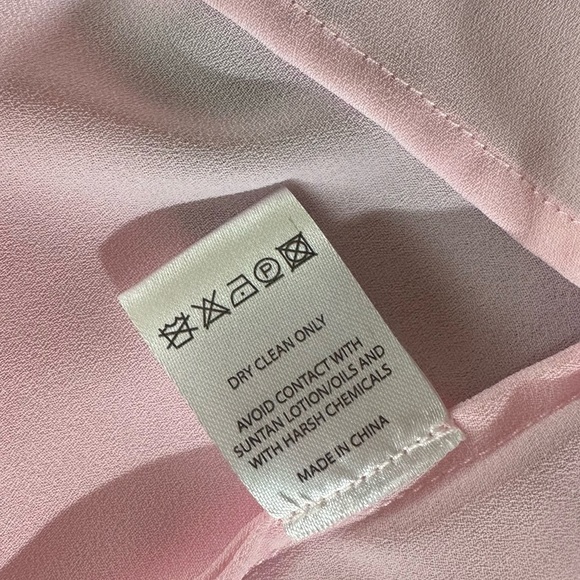 P
DRY CLEAN ONLY
AVOID CONTACT WITH
SUNTAN LOTION/OILS AND
WITH HARSH CHEMICALS
MADE IN CHINA